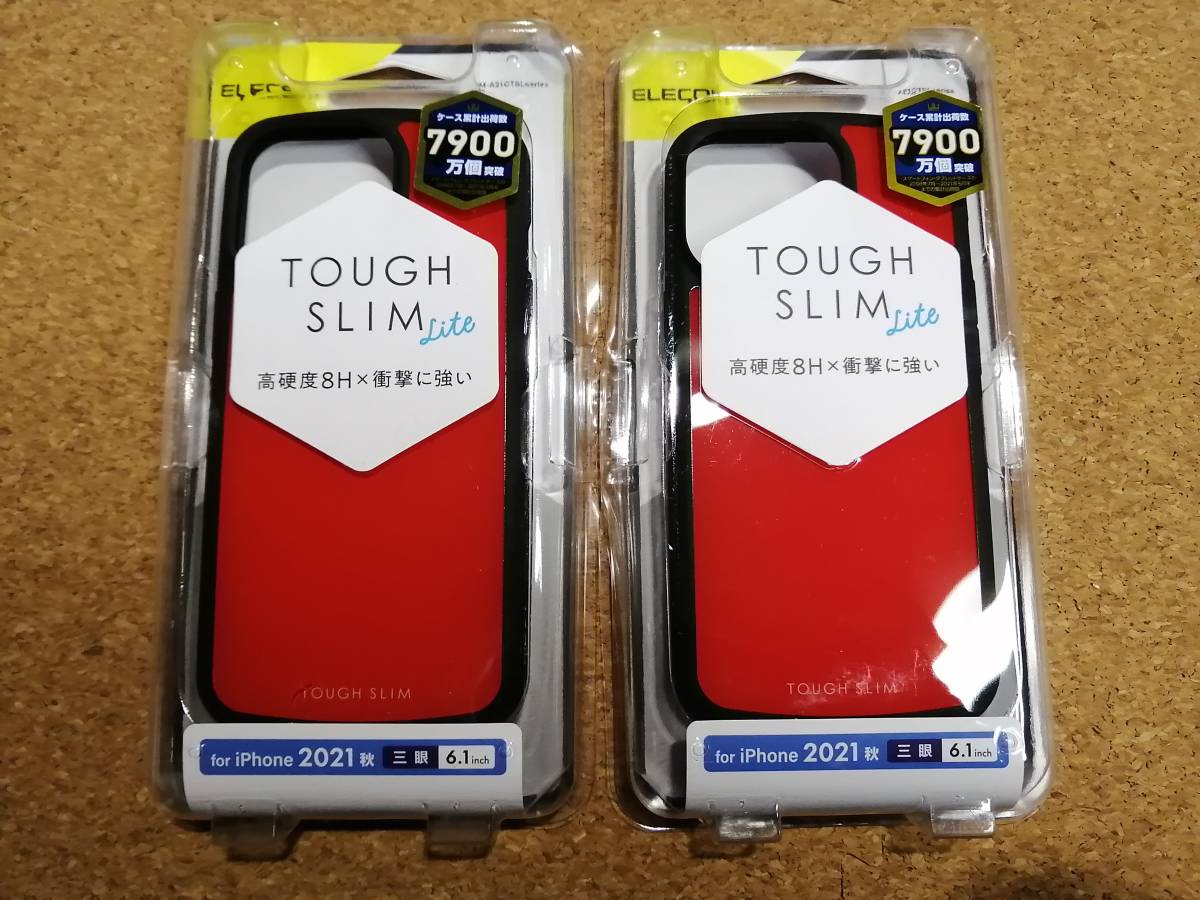 ELECO
ケース累計出荷数
7900
万個 突破
TOUGH
SLIM
Lite
高硬度8H×衝撃に強い
TOUGH SLIM
for iPhone 2021 秋 三眼 6.1inch
ELECOM
ケース累計出荷数
7900
万個 突破
TOUGH
SLIM
Lite
高硬度8H×衝撃に強い
TOUGH SLIM
for iPhone 2021 秋 三眼 6.1inch